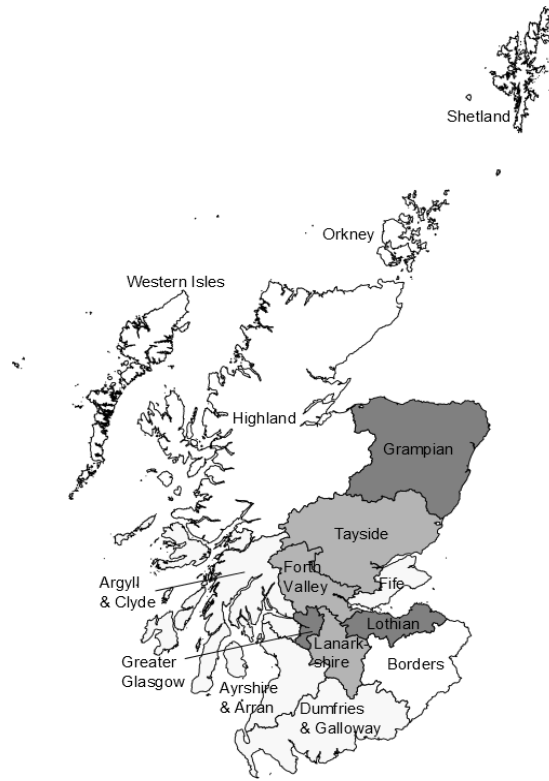 Shetland
Orkney
Western Isles
Highland
Grampian
Tayside
Forth
Valley
Fife
Argyll
& Clyde
Lothian
Greater
Glasgow
Lanark
shire
Borders
Ayrshire
& Arran
Dumfries
& Galloway